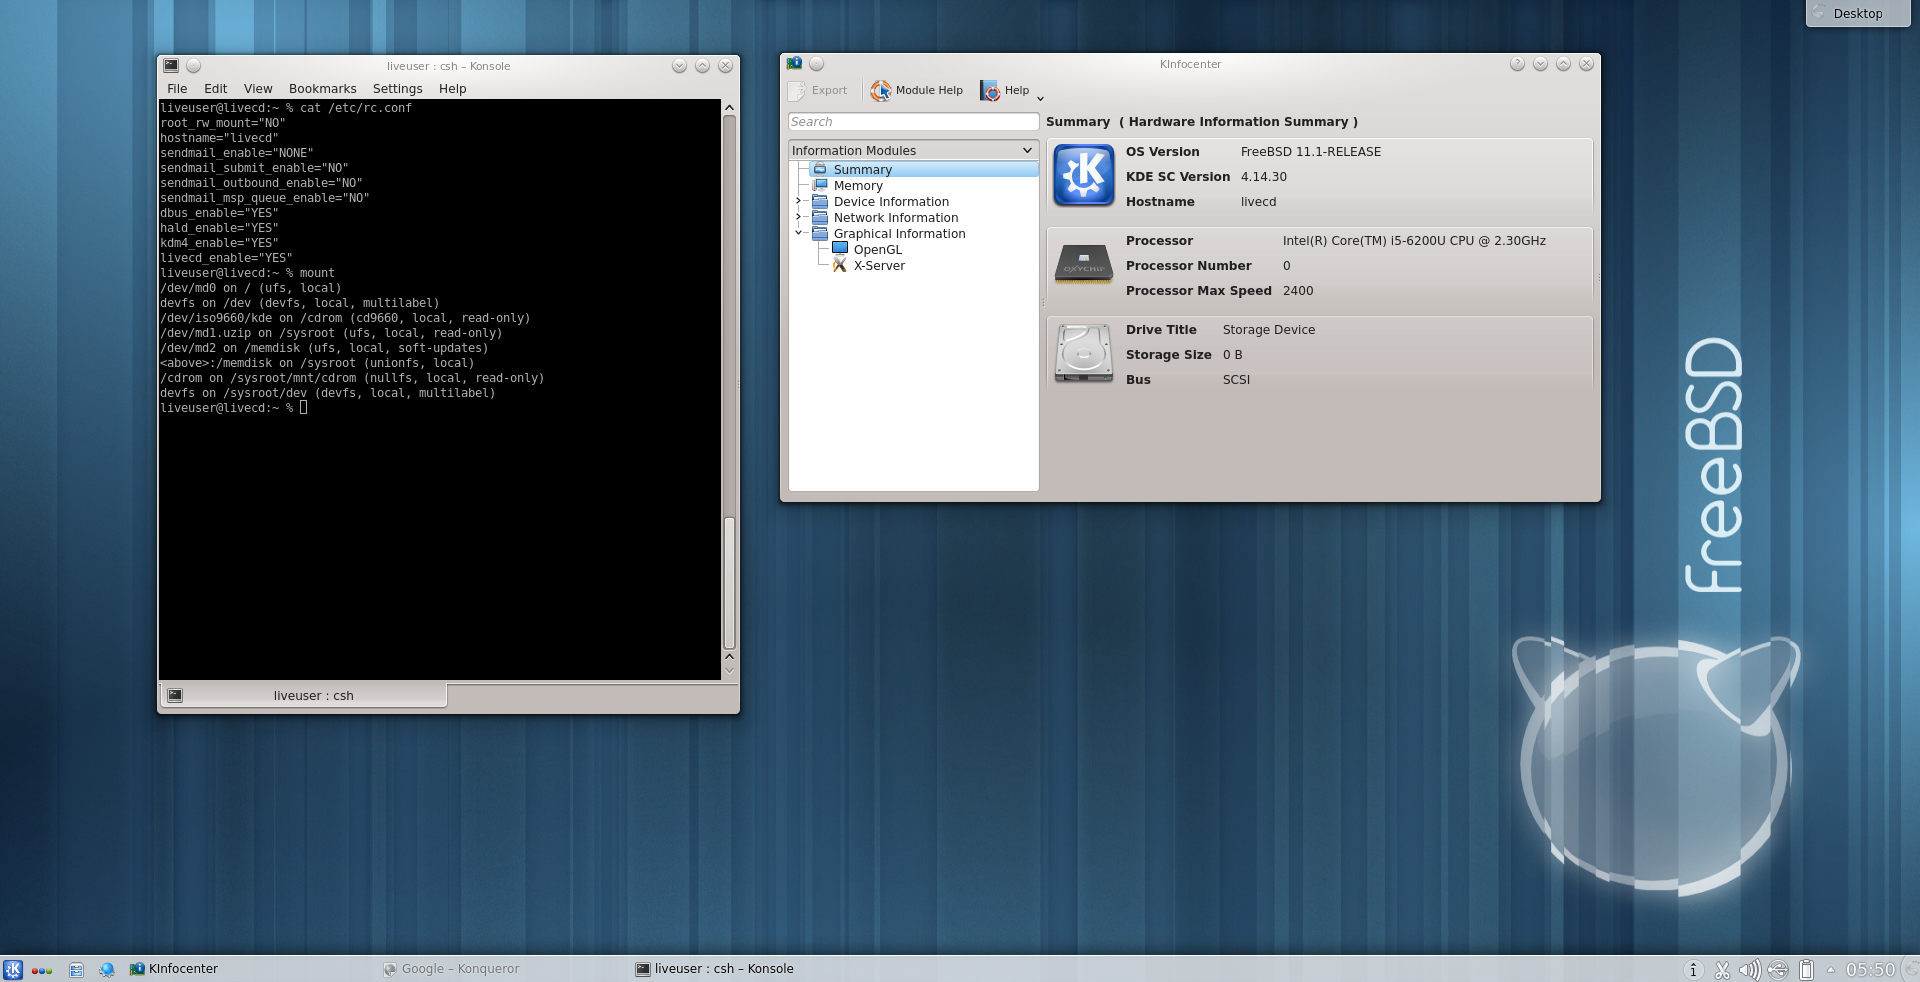 Desktop
liveuser : csh – Konsole
File Edit View Bookmarks Settings Help
liveuser@livecd:~ % cat /etc/rc.conf
root_rw_mount="NO"
hostname="livecd"
sendmail_enable="NONE"
sendmail_submit_enable="NO"
sendmail_outbound_enable="NO"
sendmail_msp_queue_enable="NO"
dbus_enable="YES"
hald_enable="YES"
kdm4_enable="YES"
livecd_enable="YES"
liveuser@livecd:~ % mount
/dev/md0 on / (ufs, local)
devfs on /dev (devfs, local, multilabel)
/dev/iso9660/kde on /cdrom (cd9660, local, read-only)
/dev/md1.uzip on /sysroot (ufs, local, read-only)
/dev/md2 on /memdisk (ufs, local, soft-updates)
<above>:/memdisk on /sysroot (unionfs, local)
/cdrom on /sysroot/mnt/cdrom (nullfs, local, read-only)
devfs on /sysroot/dev (devfs, local, multilabel)
liveuser@livecd:~ %
liveuser : csh
KInfocenter
Export Module Help Help
Search
Information Modules
Summary
Memory
Device Information
Network Information
Graphical Information
OpenGL
X-Server
Summary ( Hardware Information Summary )
OS Version FreeBSD 11.1-RELEASE
KDE SC Version 4.14.30
Hostname livecd
OXYCHIP
Processor Intel(R) Core(TM) i5-6200U CPU @ 2.30GHz
Processor Number 0
Processor Max Speed 2400
Drive Title Storage Device
Storage Size 0 B
Bus SCSI
freeBSD
KInfocenter
Google – Konqueror
liveuser : csh – Konsole
05:50